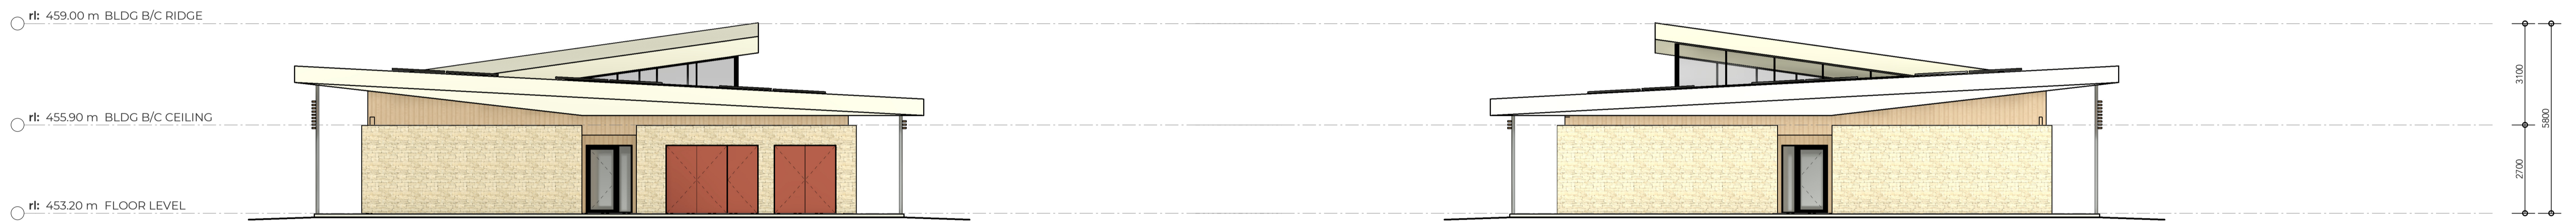 rl: 459.00 m BLDG B/C RIDGE
rl: 455.90 m BLDG B/C CEILING
rl: 453.20 m FLOOR LEVEL
3100
5800
2700